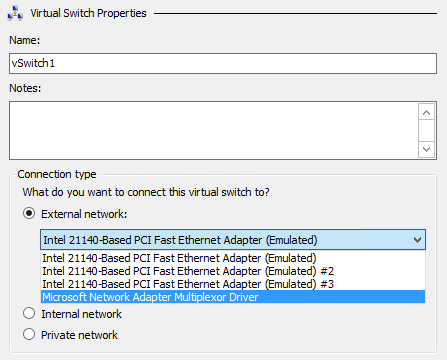 Virtual Switch Properties
Name:
vSwitch1
Notes:
Connection type
What do you want to connect this virtual switch to?
External network:
Intel 21140-Based PCI Fast Ethernet Adapter (Emulated)
Intel 21140-Based PCI Fast Ethernet Adapter (Emulated)
Intel 21140-Based PCI Fast Ethernet Adapter (Emulated) #2
Intel 21140-Based PCI Fast Ethernet Adapter (Emulated) #3
Microsoft Network Adapter Multiplexor Driver
Internal network
Private network